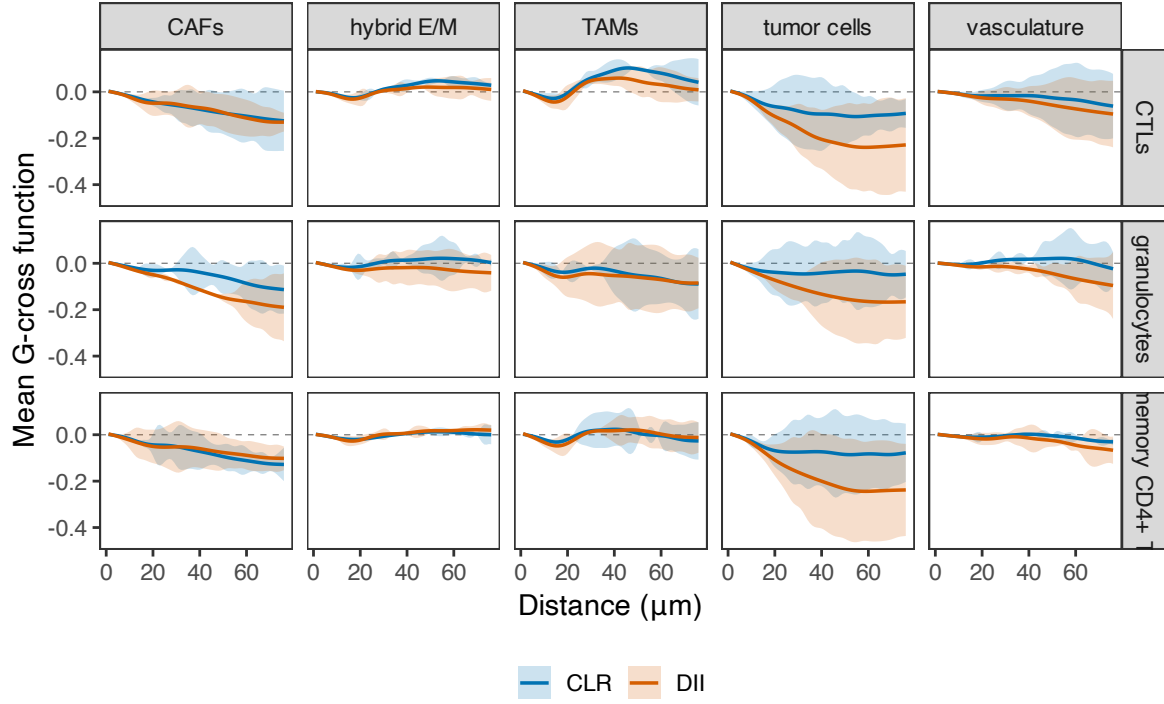 CAFs hybrid E/M TAMs tumor cells vasculature
Mean G-cross function
0.0
-0.2
-0.4
CTLs
0.0
-0.2
-0.4
granulocytes
0.0
-0.2
-0.4
memory CD4+
0 20 40 60 0 20 40 60 0 20 40 60 0 20 40 60 0 20 40 60
Distance (μm)
CLR DII